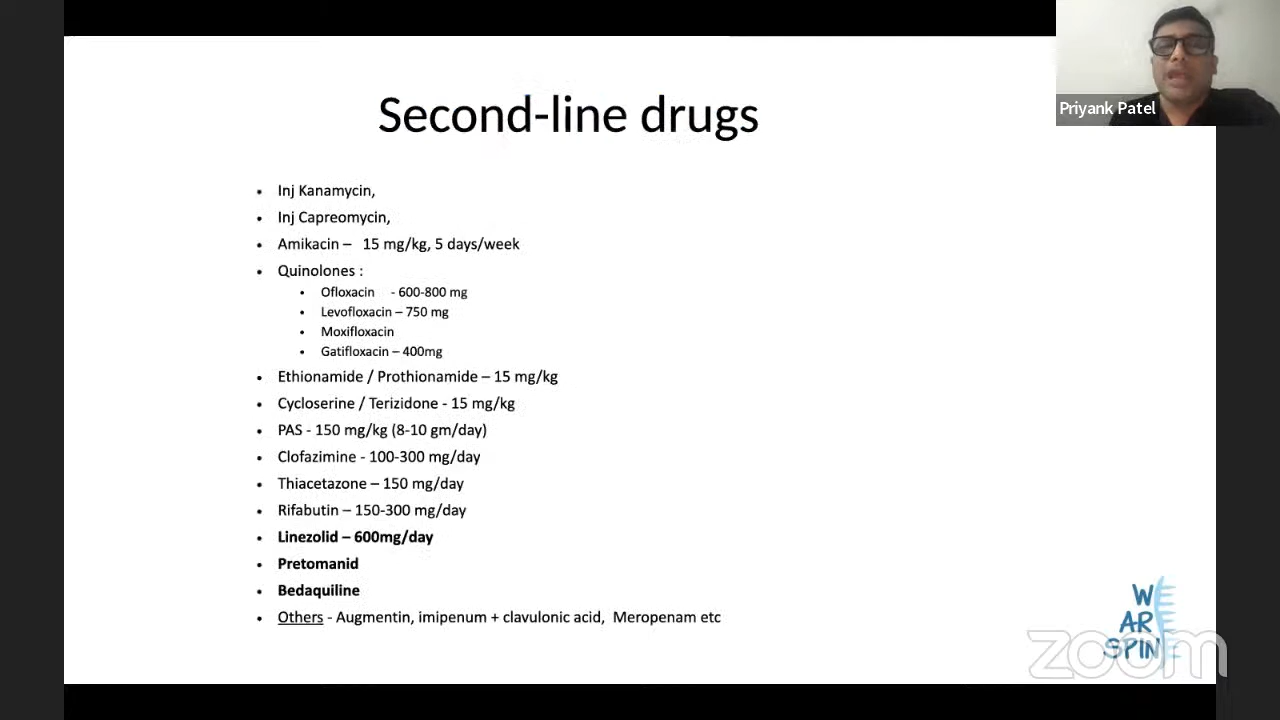 Priyank Patel
Second-line drugs
• Inj Kanamycin,
• Inj Capreomycin,
• Amikacin – 15 mg/kg, 5 days/week
• Quinolones :
• Ofloxacin - 600-800 mg
• Levofloxacin – 750 mg
• Moxifloxacin
• Gatifloxacin – 400mg
• Ethionamide / Prothionamide – 15 mg/kg
• Cycloserine / Terizidone - 15 mg/kg
• PAS - 150 mg/kg (8-10 gm/day)
• Clofazimine - 100-300 mg/day
• Thiacetazone – 150 mg/day
• Rifabutin – 150-300 mg/day
• Linezolid – 600mg/day
• Pretomanid
• Bedaquiline
• Others - Augmentin, imipenum + clavulonic acid, Meropenam etc
W
AR
SPIN
zoom